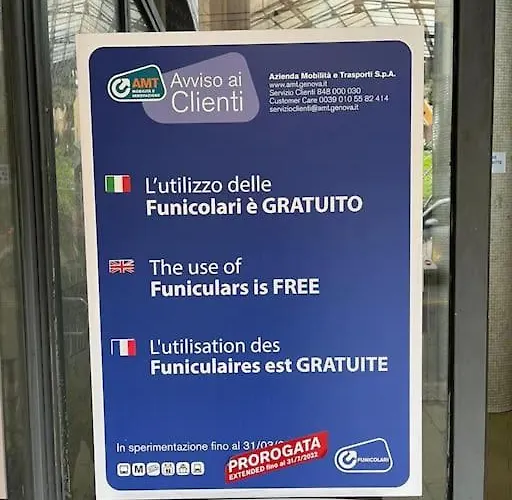 AMT
MOBILITÀ E
Avviso ai
Clienti
Azienda Mobilità e Trasporti S.p.A.
www.amt.genova.it
Servizio Clienti 848 000 030
Customer Care 0039 010 55 82 414
servizioclienti@amt.genova.it
L'utilizzo delle
Funicolari è GRATUITO
The use of
Funiculars is FREE
L'utilisation des
Funiculaires est GRATUITE
In sperimentazione fino al 31/03/
PROROGATA
EXTENDED fino al 31/7/2022
M
FUNICOLARI